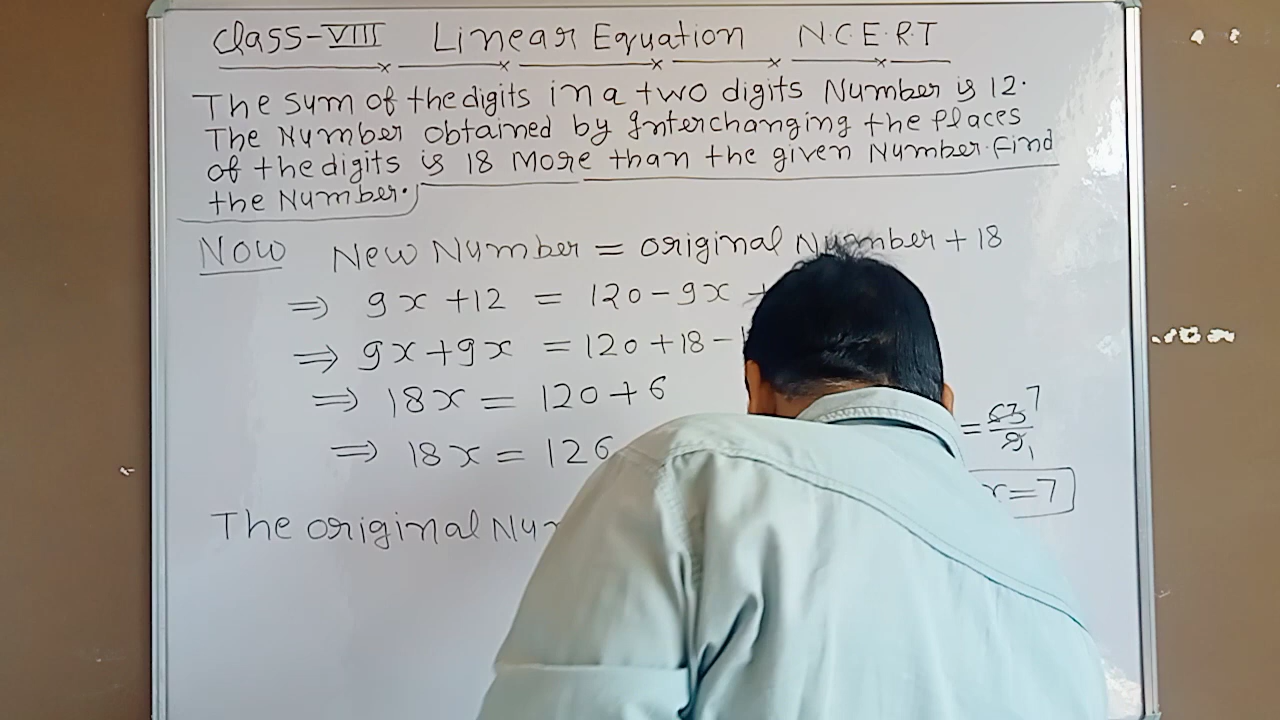 Class-VIII Linear Equation N.C.E.R.T
The Sum of the digits in a two digits Number is 12.
The Number obtained by Interchanging the Places
of the digits is 18 More than the given Number. Find
the Number.
Now New Number = original Number + 18
⇒ 9x + 12 = 120 - 9x +
⇒ 9x + 9x = 120 + 18 -
⇒ 18x = 120 + 6
⇒ 18x = 126
= 63/9 7 1
x = 7
The original